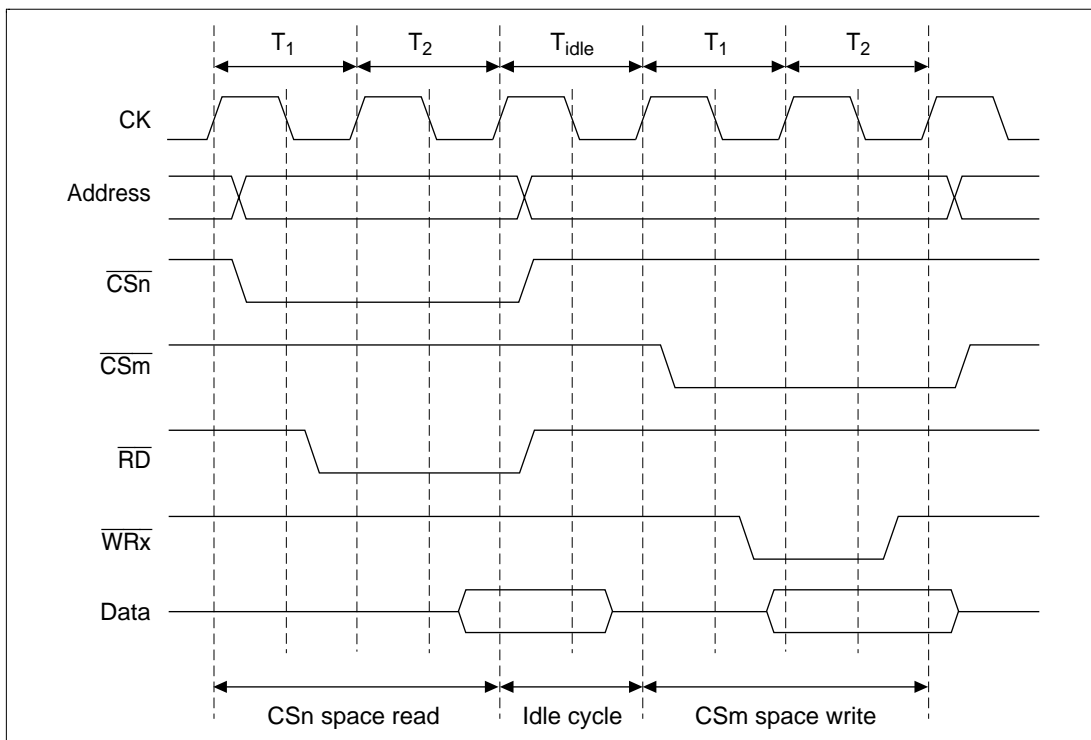 T1 T2 Tidle T1 T2
CK
Address
CSn
CSm
RD
WRx
Data
CSn space read Idle cycle CSm space write